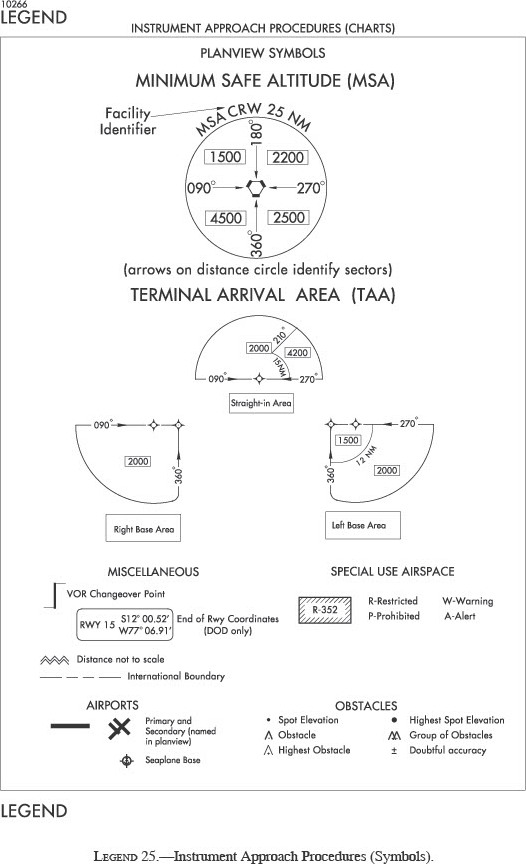 10266
LEGEND
INSTRUMENT APPROACH PROCEDURES (CHARTS)
PLANVIEW SYMBOLS
MINIMUM SAFE ALTITUDE (MSA)
Facility
Identifier
MSA CRW 25 NM
180°
1500
2200
090°
270°
4500
2500
360°
(arrows on distance circle identify sectors)
TERMINAL ARRIVAL AREA (TAA)
210°
2000
4200
15NM
090°
270°
Straight-in Area
090°
2000
360°
Right Base Area
270°
1500
12 NM
2000
360°
Left Base Area
MISCELLANEOUS
VOR Changeover Point
RWY 15 S12° 00.52'
W77° 06.91'
End of Rwy Coordinates
(DOD only)
Distance not to scale
International Boundary
SPECIAL USE AIRSPACE
R-352
R-Restricted
W-Warning
P-Prohibited
A-Alert
AIRPORTS
Primary and
Secondary (named
in planview)
Seaplane Base
OBSTACLES
Spot Elevation
Highest Spot Elevation
Obstacle
Group of Obstacles
Highest Obstacle
± Doubtful accuracy
LEGEND
LEGEND 25.—Instrument Approach Procedures (Symbols).